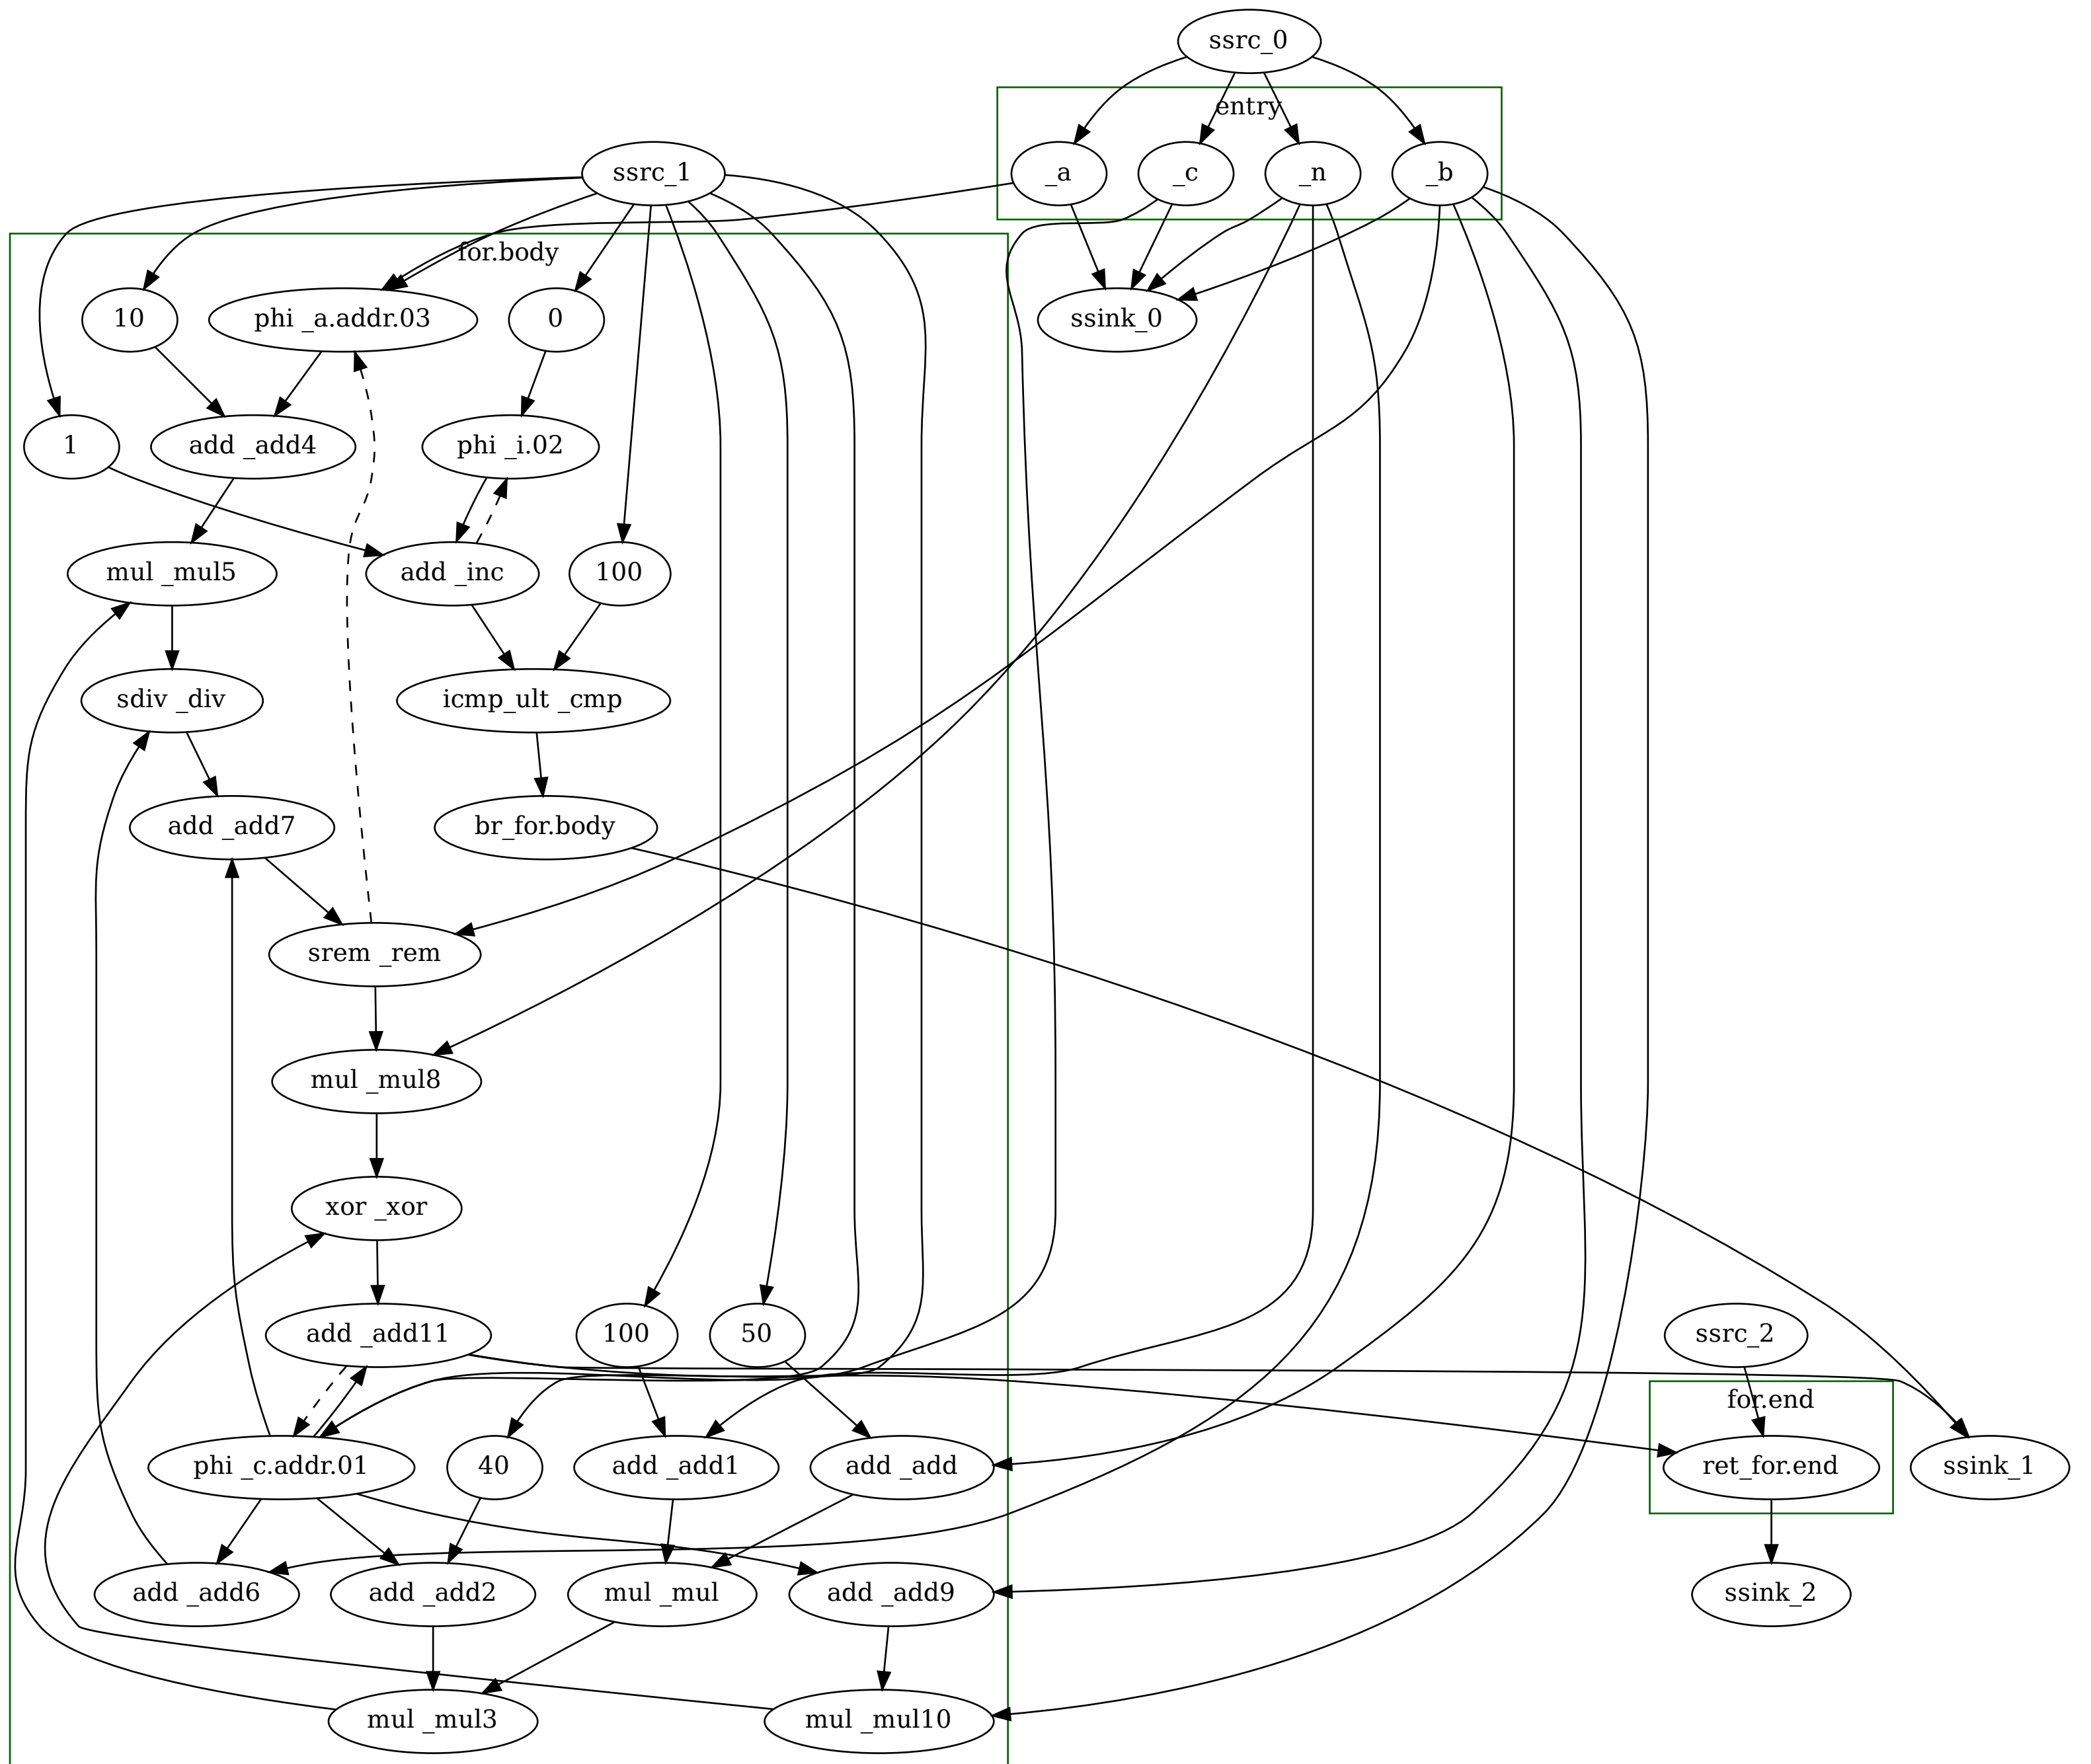 ssrc_0
entry
ssrc_1
_a
_c
_n
_b
for.body
10
phi _a.addr.03
0
ssink_0
1
add _add4
phi _i.02
mul _mul5
add _inc
100
sdiv _div
icmp_ult _cmp
add _add7
br_for.body
srem _rem
mul _mul8
xor _xor
add _add11
100
50
ssrc_2
for.end
phi _c.addr.01
40
add _add1
add _add
ret_for.end
ssink_1
add _add6
add _add2
mul _mul
add _add9
ssink_2
mul _mul3
mul _mul10